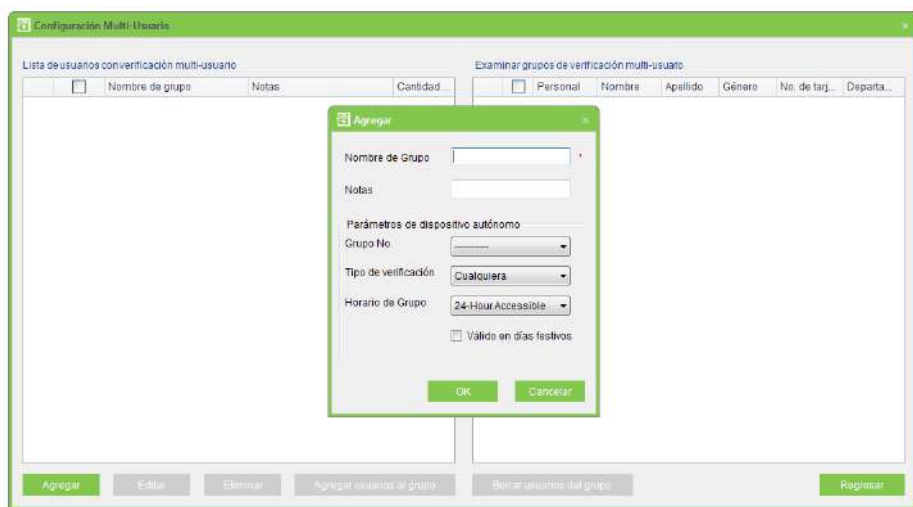 Configuración Multi-Usuario
Lista de usuarios con verificación multi-usuario
Examinar grupos de verificación multi-usuario
Nombre de grupo Notas Cantidad...
Personal Nombre Apellido Género No. de tarj... Departa...
Agregar
Nombre de Grupo *
Notas
Parámetros de dispositivo autónomo
Grupo No. ----------
Tipo de verificación Cualquiera
Horario de Grupo 24-Hour Accessible
Válido en días festivos
OK Cancelar
Agregar Editar Eliminar Agregar usuarios al grupo Borrar usuarios del grupo Regresar